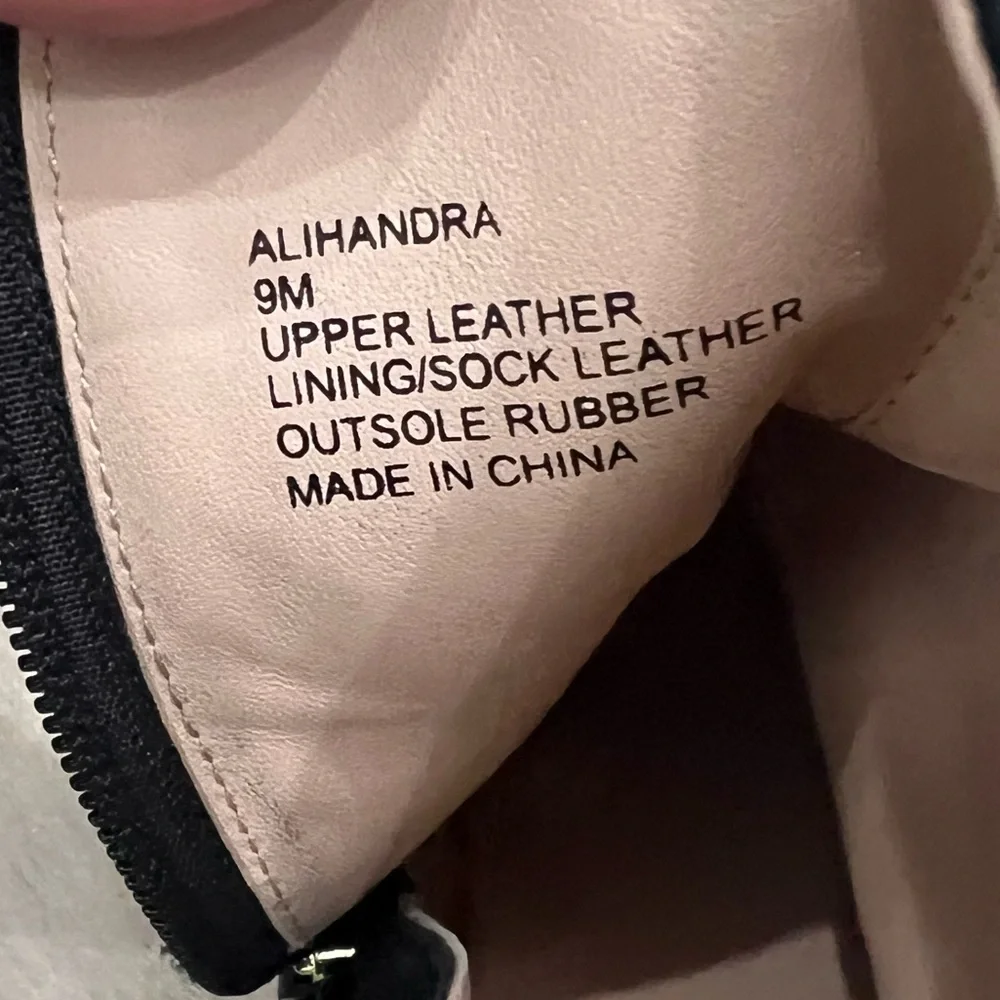 ALIHANDRA
9M
UPPER LEATHER
LINING/SOCK LEATHER
OUTSOLE RUBBER
MADE IN CHINA